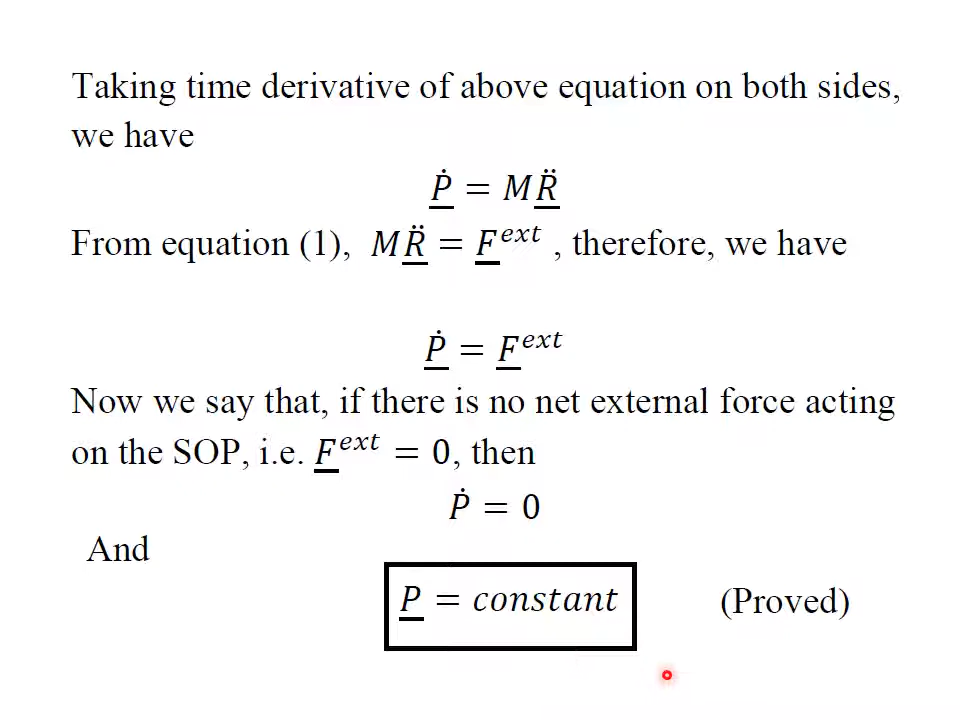 Taking time derivative of above equation on both sides,
we have
Ṗ = MR̈
From equation (1), MR̈ = F^ext , therefore, we have
Ṗ = F^ext
Now we say that, if there is no net external force acting
on the SOP, i.e. F^ext = 0, then
Ṗ = 0
And
P = constant (Proved)